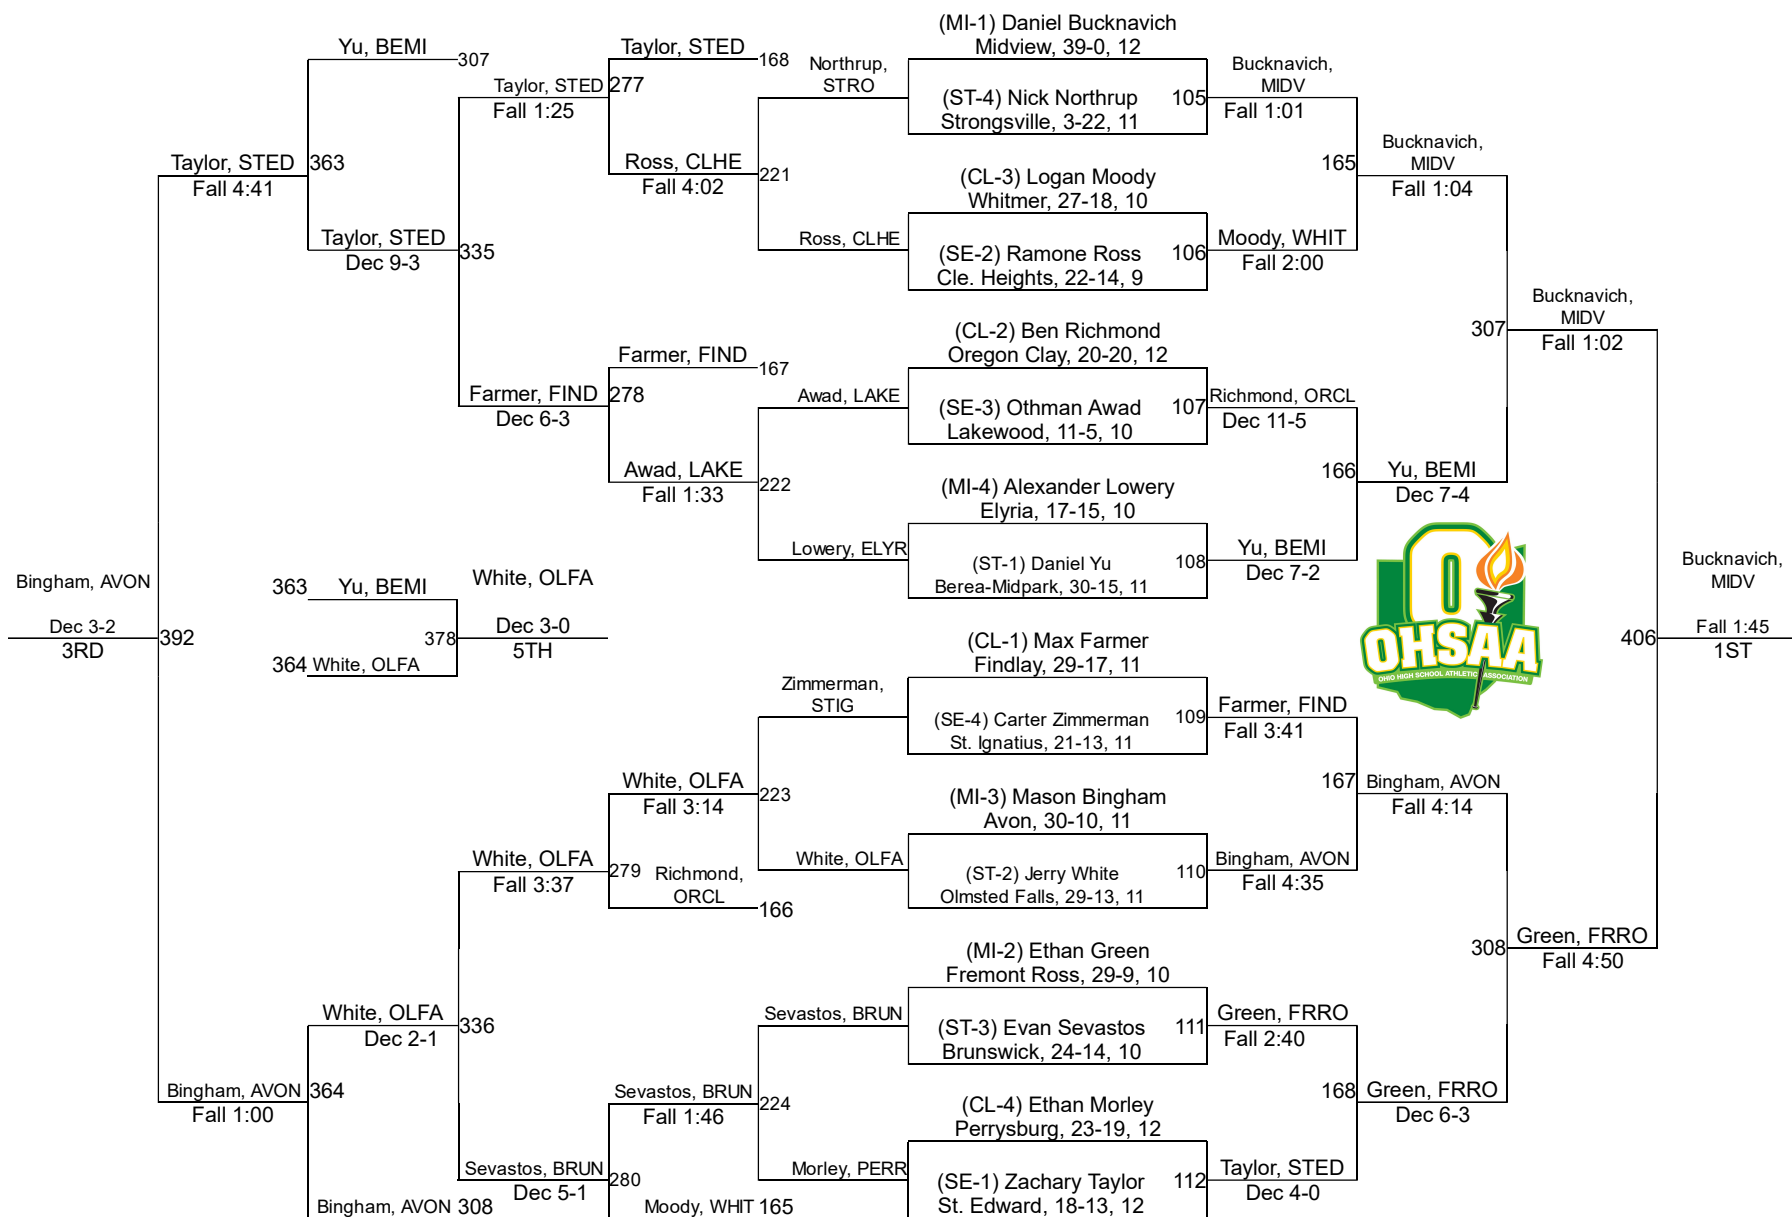 (MI-1) Daniel Bucknavich
Midview, 39-0, 12
(ST-4) Nick Northrup
Strongsville, 3-22, 11
105
(CL-3) Logan Moody
Whitmer, 27-18, 10
(SE-2) Ramone Ross
Cle. Heights, 22-14, 9
106
(CL-2) Ben Richmond
Oregon Clay, 20-20, 12
(SE-3) Othman Awad
Lakewood, 11-5, 10
107
(MI-4) Alexander Lowery
Elyria, 17-15, 10
(ST-1) Daniel Yu
Berea-Midpark, 30-15, 11
108
(CL-1) Max Farmer
Findlay, 29-17, 11
(SE-4) Carter Zimmerman
St. Ignatius, 21-13, 11
109
(MI-3) Mason Bingham
Avon, 30-10, 11
(ST-2) Jerry White
Olmsted Falls, 29-13, 11
110
(MI-2) Ethan Green
Fremont Ross, 29-9, 10
(ST-3) Evan Sevastos
Brunswick, 24-14, 10
111
(CL-4) Ethan Morley
Perrysburg, 23-19, 12
(SE-1) Zachary Taylor
St. Edward, 18-13, 12
112
Bucknavich,
MIDV
Fall 1:01
165
Moody, WHIT
Fall 2:00
Richmond, ORCL
Dec 11-5
166
Yu, BEMI
Dec 7-2
Farmer, FIND
Fall 3:41
167
Bingham, AVON
Fall 4:35
Green, FRRO
Fall 2:40
168
Taylor, STED
Dec 4-0
Bucknavich,
MIDV
Fall 1:04
307
Yu, BEMI
Dec 7-4
Bingham, AVON
Fall 4:14
308
Green, FRRO
Dec 6-3
Bucknavich,
MIDV
Fall 1:02
406
Green, FRRO
Fall 4:50
Bucknavich,
MIDV
Fall 1:45
1ST
OHSAA
OHIO HIGH SCHOOL ATHLETIC ASSOCIATION
Northrup,
STRO
221
Ross, CLHE
Awad, LAKE
222
Lowery, ELYR
Zimmerman,
STIG
223
White, OLFA
Sevastos, BRUN
224
Morley, PERR
Taylor, STED
168
277
Ross, CLHE
Fall 4:02
Farmer, FIND
167
278
Awad, LAKE
Fall 1:33
White, OLFA
Fall 3:14
279
Richmond,
ORCL
166
Sevastos, BRUN
Fall 1:46
280
Moody, WHIT
165
Taylor, STED
Fall 1:25
335
Farmer, FIND
Dec 6-3
White, OLFA
Fall 3:37
336
Sevastos, BRUN
Dec 5-1
Yu, BEMI
307
363
Taylor, STED
Dec 9-3
White, OLFA
Dec 2-1
364
Bingham, AVON
308
Taylor, STED
Fall 4:41
392
Bingham, AVON
Fall 1:00
Bingham, AVON
Dec 3-2
3RD
363
Yu, BEMI
378
364
White, OLFA
White, OLFA
Dec 3-0
5TH